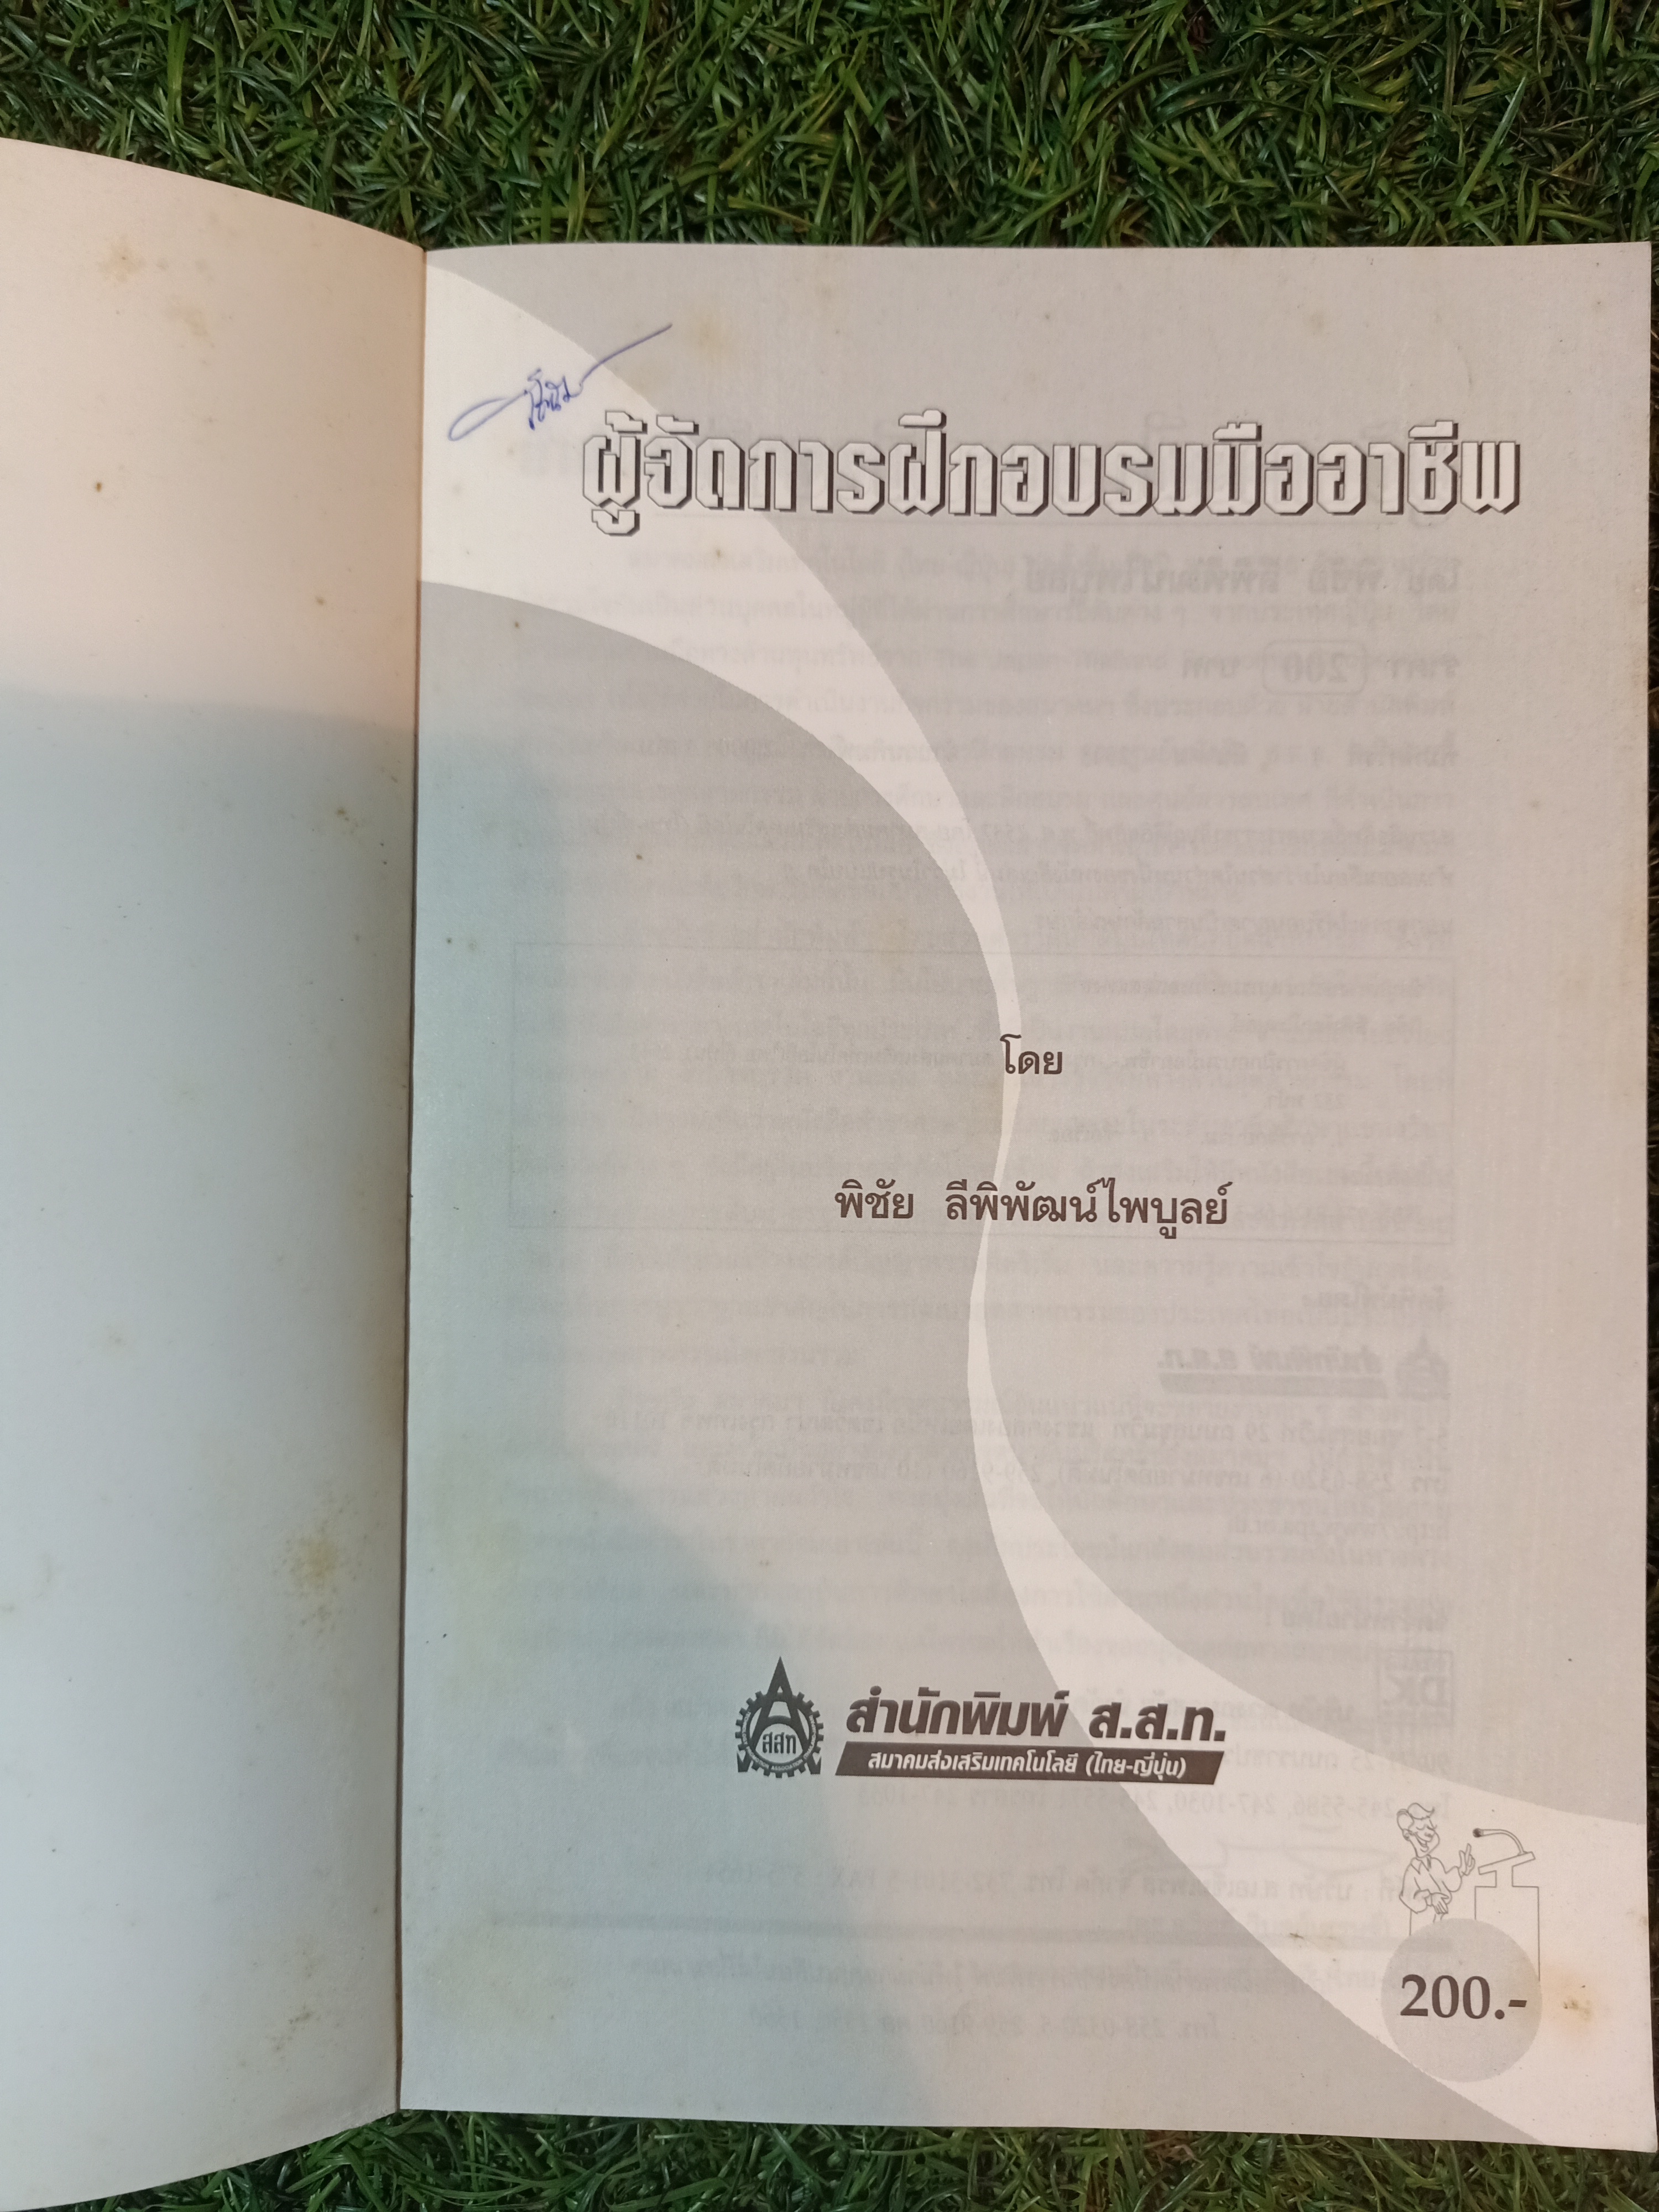 ผู้จัดการฝึกอบรมมืออาชีพ
โดย
พิชัย ลีพิพัฒน์ไพบูลย์
สสท
สำนักพิมพ์ ส.ส.ท.
สมาคมส่งเสริมเทคโนโลยี (ไทย-ญี่ปุ่น)
200.-